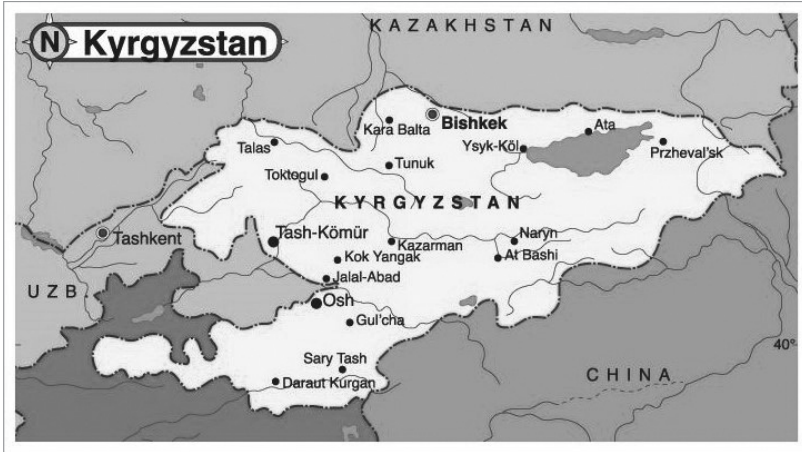 N Kyrgyzstan
KAZAKHSTAN
Bishkek
Kara Balta
Ata
Talas
Ysyk-Köl
Przheval'sk
Tunuk
Toktogul
KYRGYZSTAN
Tashkent
Tash-Kömür
Naryn
Kazarman
Kok Yangak
At Bashi
Jalal-Abad
UZB
Osh
Gul'cha
40°
Sary Tash
CHINA
Daraut Kurgan